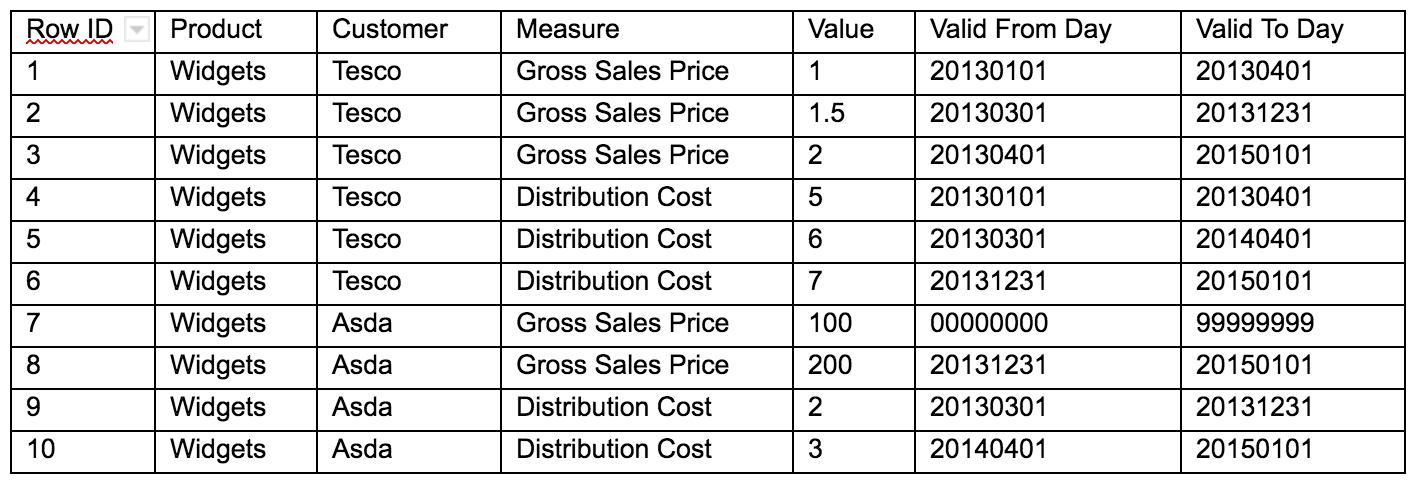 Row ID Product Customer Measure Value Valid From Day Valid To Day
1 Widgets Tesco Gross Sales Price 1 20130101 20130401
2 Widgets Tesco Gross Sales Price 1.5 20130301 20131231
3 Widgets Tesco Gross Sales Price 2 20130401 20150101
4 Widgets Tesco Distribution Cost 5 20130101 20130401
5 Widgets Tesco Distribution Cost 6 20130301 20140401
6 Widgets Tesco Distribution Cost 7 20131231 20150101
7 Widgets Asda Gross Sales Price 100 00000000 99999999
8 Widgets Asda Gross Sales Price 200 20131231 20150101
9 Widgets Asda Distribution Cost 2 20130301 20131231
10 Widgets Asda Distribution Cost 3 20140401 20150101